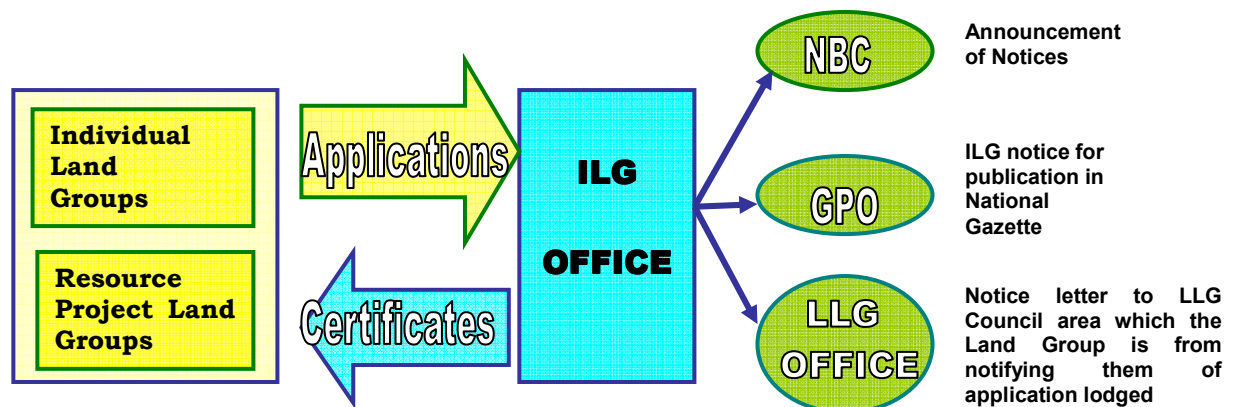 Individual
Land
Groups
Resource
Project Land
Groups
Applications
Certificates
ILG
OFFICE
NBC
Announcement
of Notices
GPO
ILG notice for
publication in
National
Gazette
LLG
OFFICE
Notice letter to LLG
Council area which the
Land Group is from
notifying them of
application lodged